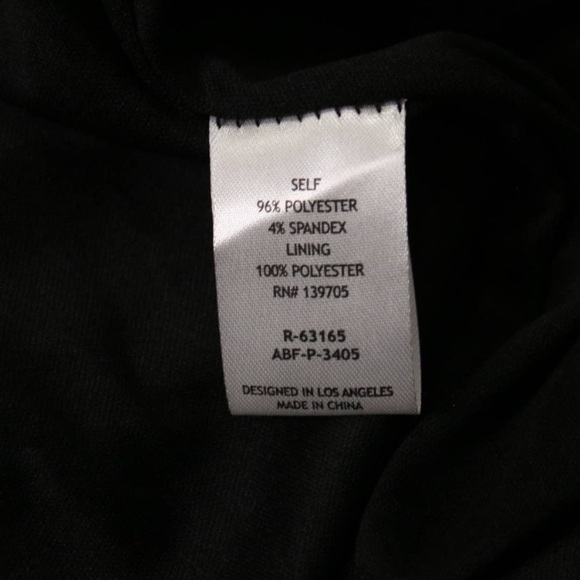 SELF
96% POLYESTER
4% SPANDEX
LINING
100% POLYESTER
RN# 139705
R-63165
ABF-P-3405
DESIGNED IN LOS ANGELES
MADE IN CHINA